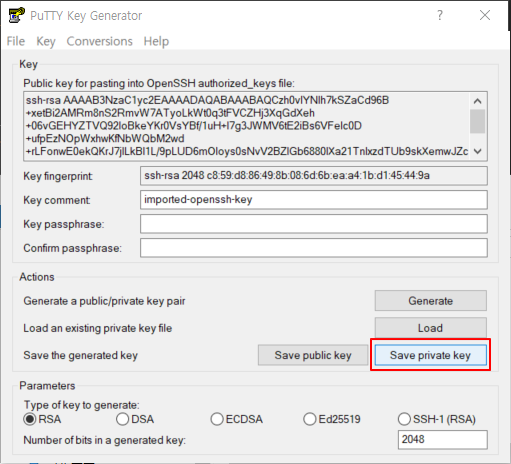 PuTTY Key Generator
File Key Conversions Help
Key
Public key for pasting into OpenSSH authorized_keys file:
ssh-rsa AAAAB3NzaC1yc2EAAAADAQABAAABAQCzh0vlYNlh7kSZaCd96B
+xetBi2AMRm8nS2RmvW7ATyoLkWt0q3tFVCZHj3XqGdXeh
+06vGEHYZTVQ92IoBkeYKr0VsYBf/1uH+I7g3JWMV6tE2iBs6VFeIc0D
+ufpEzNOpWxhwKfNbWQbM2wd
+rLFonwE0ekQKrJ7jlLkBI1L/9pLUD6mOIoys0sNvV2BZIGb6880lXa21TnlxzdTUb9skXemwJZc
Key fingerprint: ssh-rsa 2048 c8:59:d8:86:49:8b:08:6d:6b:ea:a4:1b:d1:45:44:9a
Key comment: imported-openssh-key
Key passphrase:
Confirm passphrase:
Actions
Generate a public/private key pair Generate
Load an existing private key file Load
Save the generated key Save public key Save private key
Parameters
Type of key to generate:
RSA DSA ECDSA Ed25519 SSH-1 (RSA)
Number of bits in a generated key: 2048